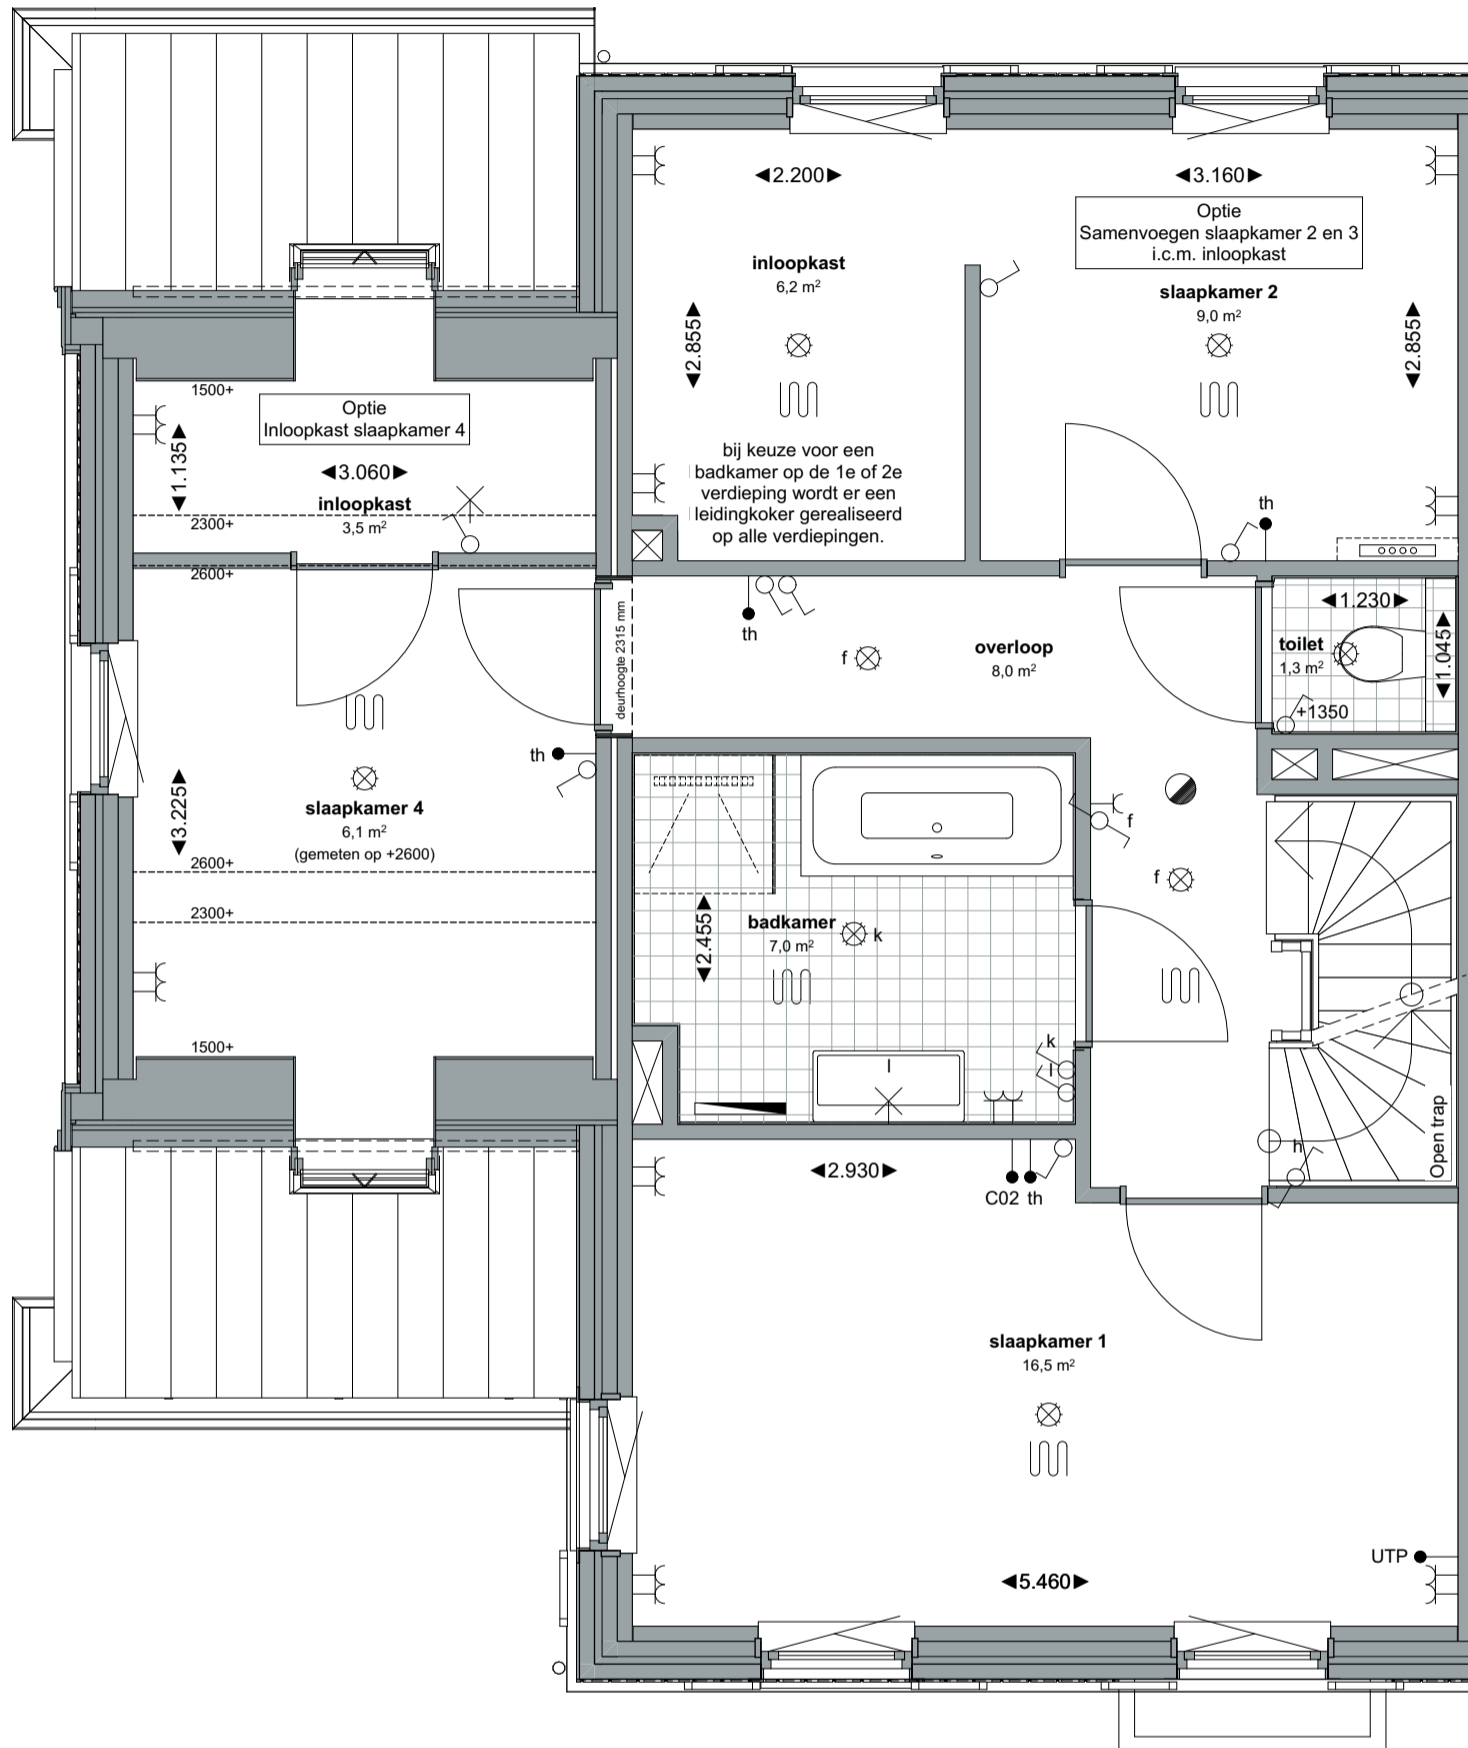 ◄2.200►
◄3.160►
Optie
Samenvoegen slaapkamer 2 en 3
i.c.m. inloopkast
inloopkast
6,2 m²
slaapkamer 2
9,0 m²
◄2.855►
◄2.855►
1500+
Optie
Inloopkast slaapkamer 4
◄1.135►
◄3.060►
inloopkast
3,5 m²
2300+
bij keuze voor een
badkamer op de 1e of 2e
verdieping wordt er een
leidingkoker gerealiseerd
op alle verdiepingen.
th
2600+
deurhoogte 2315 mm
th
f
overloop
8,0 m²
◄1.230►
toilet
1,3 m²
◄1.045►
+1350
th
◄3.225►
slaapkamer 4
6,1 m²
(gemeten op +2600)
2600+
2300+
f
f
badkamer
7,0 m²
k
◄2.455►
1500+
k
l
l
Open trap
h
◄2.930►
C02 th
slaapkamer 1
16,5 m²
UTP
◄5.460►